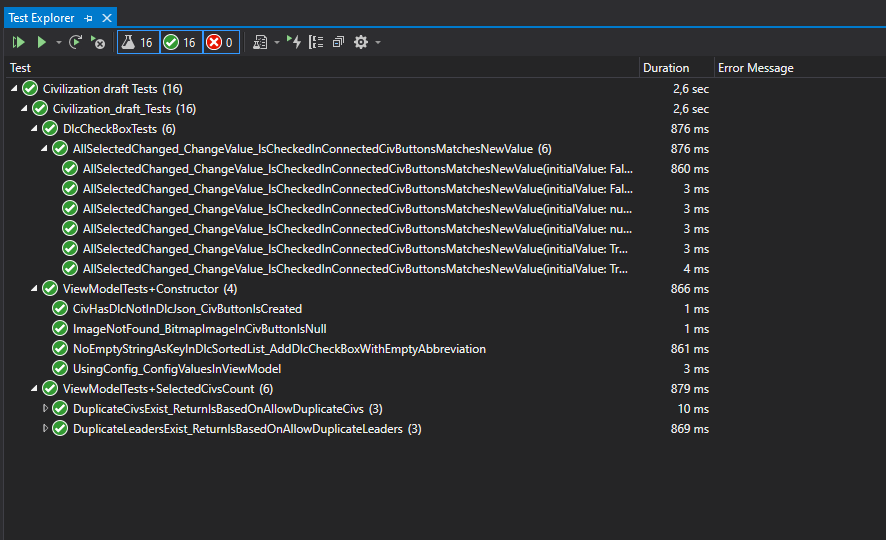 Test Explorer
16 16 0
Test Duration Error Message
Civilization draft Tests (16) 2,6 sec
Civilization_draft_Tests (16) 2,6 sec
DlcCheckBoxTests (6) 876 ms
AllSelectedChanged_ChangeValue_IsCheckedInConnectedCivButtonsMatchesNewValue (6) 876 ms
AllSelectedChanged_ChangeValue_IsCheckedInConnectedCivButtonsMatchesNewValue(initialValue: Fal... 860 ms
AllSelectedChanged_ChangeValue_IsCheckedInConnectedCivButtonsMatchesNewValue(initialValue: Fal... 3 ms
AllSelectedChanged_ChangeValue_IsCheckedInConnectedCivButtonsMatchesNewValue(initialValue: nu... 3 ms
AllSelectedChanged_ChangeValue_IsCheckedInConnectedCivButtonsMatchesNewValue(initialValue: nu... 3 ms
AllSelectedChanged_ChangeValue_IsCheckedInConnectedCivButtonsMatchesNewValue(initialValue: Tr... 3 ms
AllSelectedChanged_ChangeValue_IsCheckedInConnectedCivButtonsMatchesNewValue(initialValue: Tr... 4 ms
ViewModelTests+Constructor (4) 866 ms
CivHasDlcNotInDlcJson_CivButtonIsCreated 1 ms
ImageNotFound_BitmapImageInCivButtonIsNull 1 ms
NoEmptyStringAsKeyInDlcSortedList_AddDlcCheckBoxWithEmptyAbbreviation 861 ms
UsingConfig_ConfigValuesInViewModel 3 ms
ViewModelTests+SelectedCivsCount (6) 879 ms
DuplicateCivsExist_ReturnIsBasedOnAllowDuplicateCivs (3) 10 ms
DuplicateLeadersExist_ReturnIsBasedOnAllowDuplicateLeaders (3) 869 ms